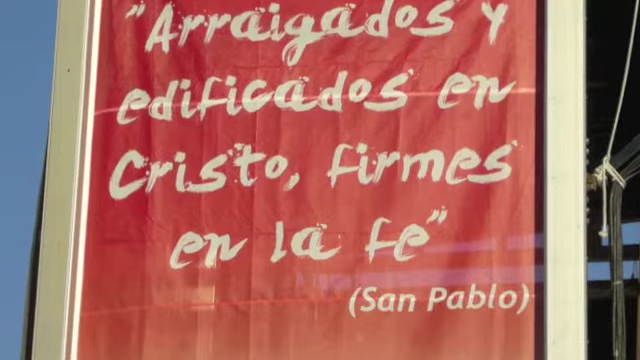 "Arraigados y
edificados en
Cristo, firmes
en la fe"
(San Pablo)